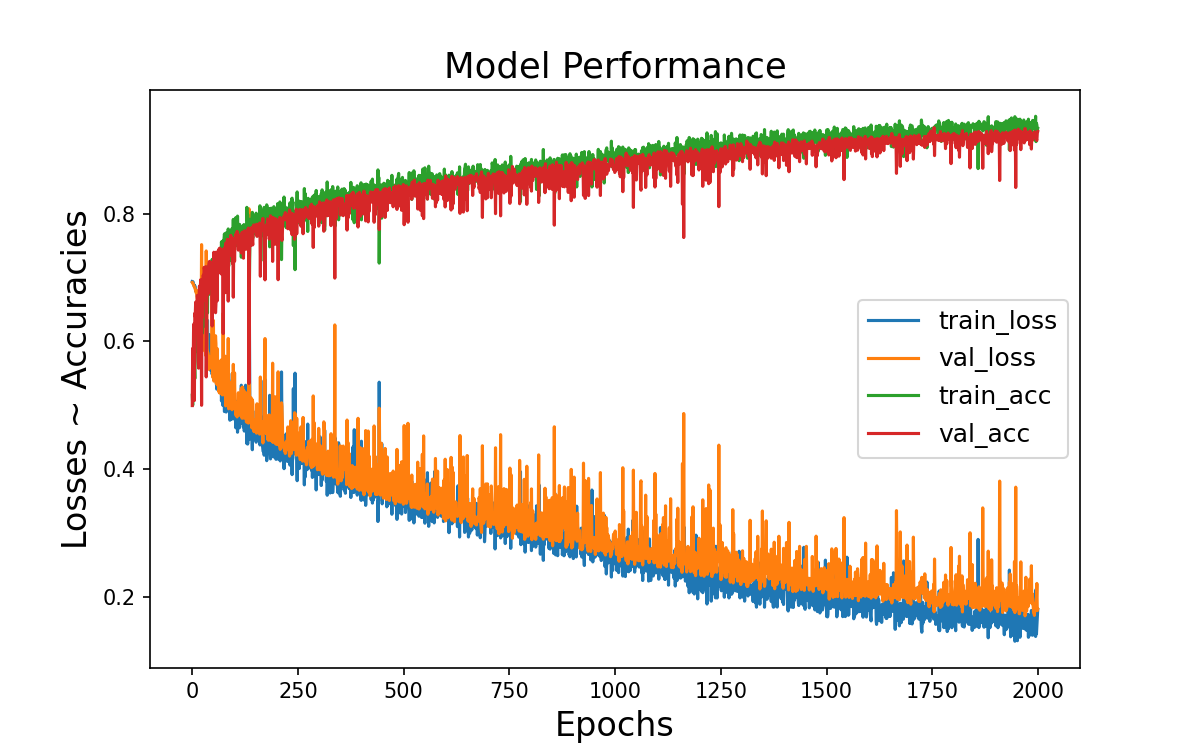 Model Performance
Losses ~ Accuracies
0.8
0.6
0.4
0.2
train_loss
val_loss
train_acc
val_acc
0 250 500 750 1000 1250 1500 1750 2000
Epochs